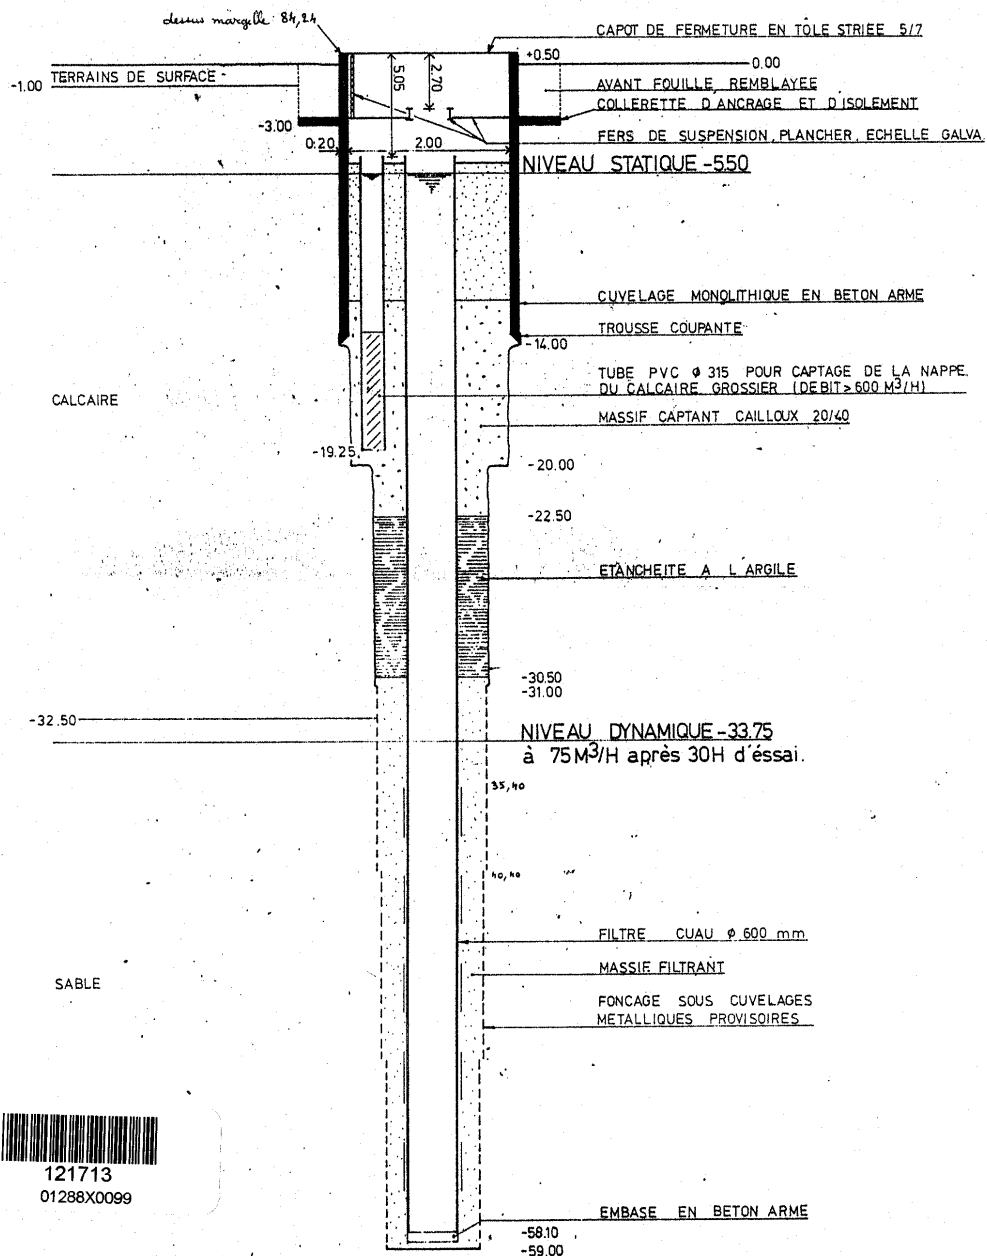 dessus margelle: 84,24
CAPOT DE FERMETURE EN TÔLE STRIEE 5/7
+0.50
0.00
TERRAINS DE SURFACE
-1.00
5.05
2.70
AVANT FOUILLE, REMBLAYEE
COLLERETTE D ANCRAGE ET D ISOLEMENT
-3.00
FERS DE SUSPENSION, PLANCHER, ECHELLE GALVA.
0.20
2.00
NIVEAU STATIQUE -5.50
CUVELAGE MONOLITHIQUE EN BETON ARME
TROUSSE COUPANTE
-14.00
TUBE PVC φ 315 POUR CAPTAGE DE LA NAPPE.
DU CALCAIRE GROSSIER (DEBIT > 600 M3/H)
CALCAIRE
MASSIF CAPTANT CAILLOUX 20/40
-19.25
-20.00
-22.50
ETANCHEITE A L'ARGILE
-30.50
-31.00
-32.50
NIVEAU DYNAMIQUE -33.75
à 75 M3/H après 30H d'éssai.
35,40
40,40
FILTRE CUAU φ 600 mm
MASSIF FILTRANT
SABLE
FONCAGE SOUS CUVELAGES
METALLIQUES PROVISOIRES
121713
01288X0099
EMBASE EN BETON ARME
-58.10
-59.00